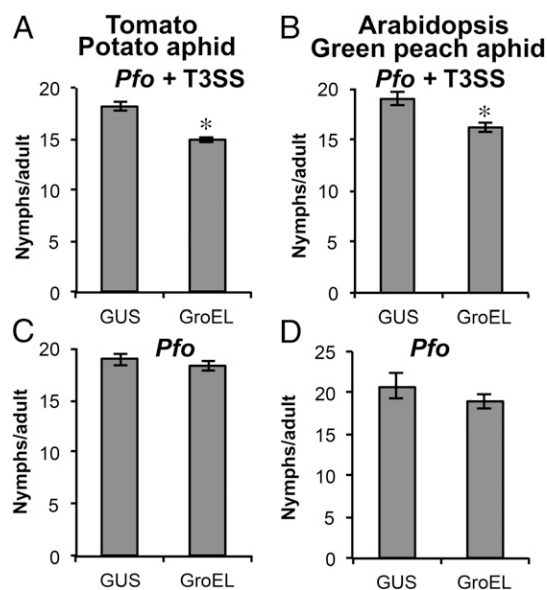 A
Tomato
Potato aphid
Pfo + T3SS
20
15
10
5
0
Nymphs/adult
*
GUS
GroEL
B
Arabidopsis
Green peach aphid
Pfo + T3SS
20
15
10
5
0
Nymphs/adult
*
GUS
GroEL
C
Pfo
20
15
10
5
0
Nymphs/adult
GUS
GroEL
D
Pfo
25
20
15
10
5
0
Nymphs/adult
GUS
GroEL